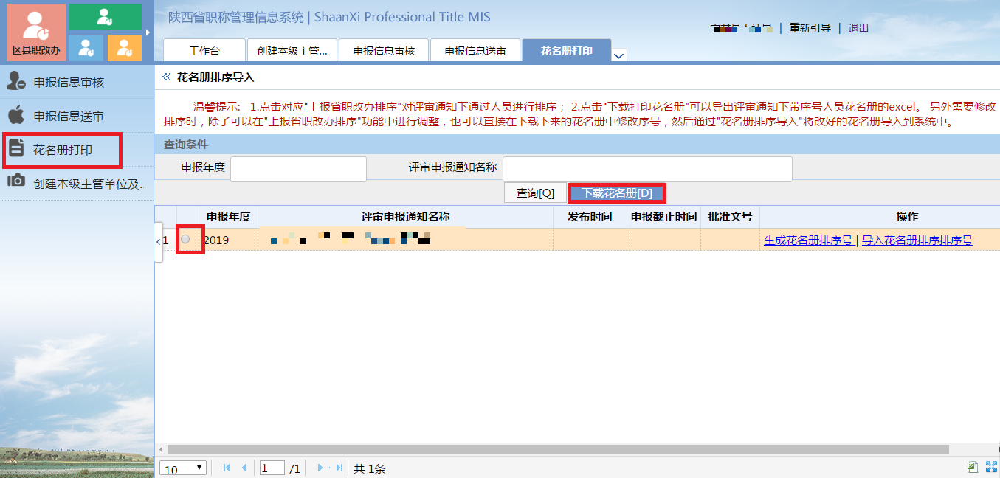 陕西省职称管理信息系统 | ShaanXi Professional Title MIS
重新引导 | 退出
区县职改办
工作台 创建本级主管... 申报信息审核 申报信息送审 花名册打印
申报信息审核
申报信息送审
花名册打印
创建本级主管单位及..
花名册排序导入
温馨提示: 1.点击对应"上报省职改办排序"对评审通知下通过人员进行排序； 2.点击"下载打印花名册"可以导出评审通知下带序号人员花名册的excel。 另外需要修改
排序时，除了可以在"上报省职改办排序"功能中进行调整，也可以直接在下载下来的花名册中修改序号，然后通过"花名册排序导入"将改好的花名册导入到系统中。
查询条件
申报年度 评审申报通知名称
查询[Q] 下载花名册[D]
申报年度 评审申报通知名称 发布时间 申报截止时间 批准文号 操作
1 2019 生成花名册排序号 | 导入花名册排序排序号
10 1 /1 共 1条